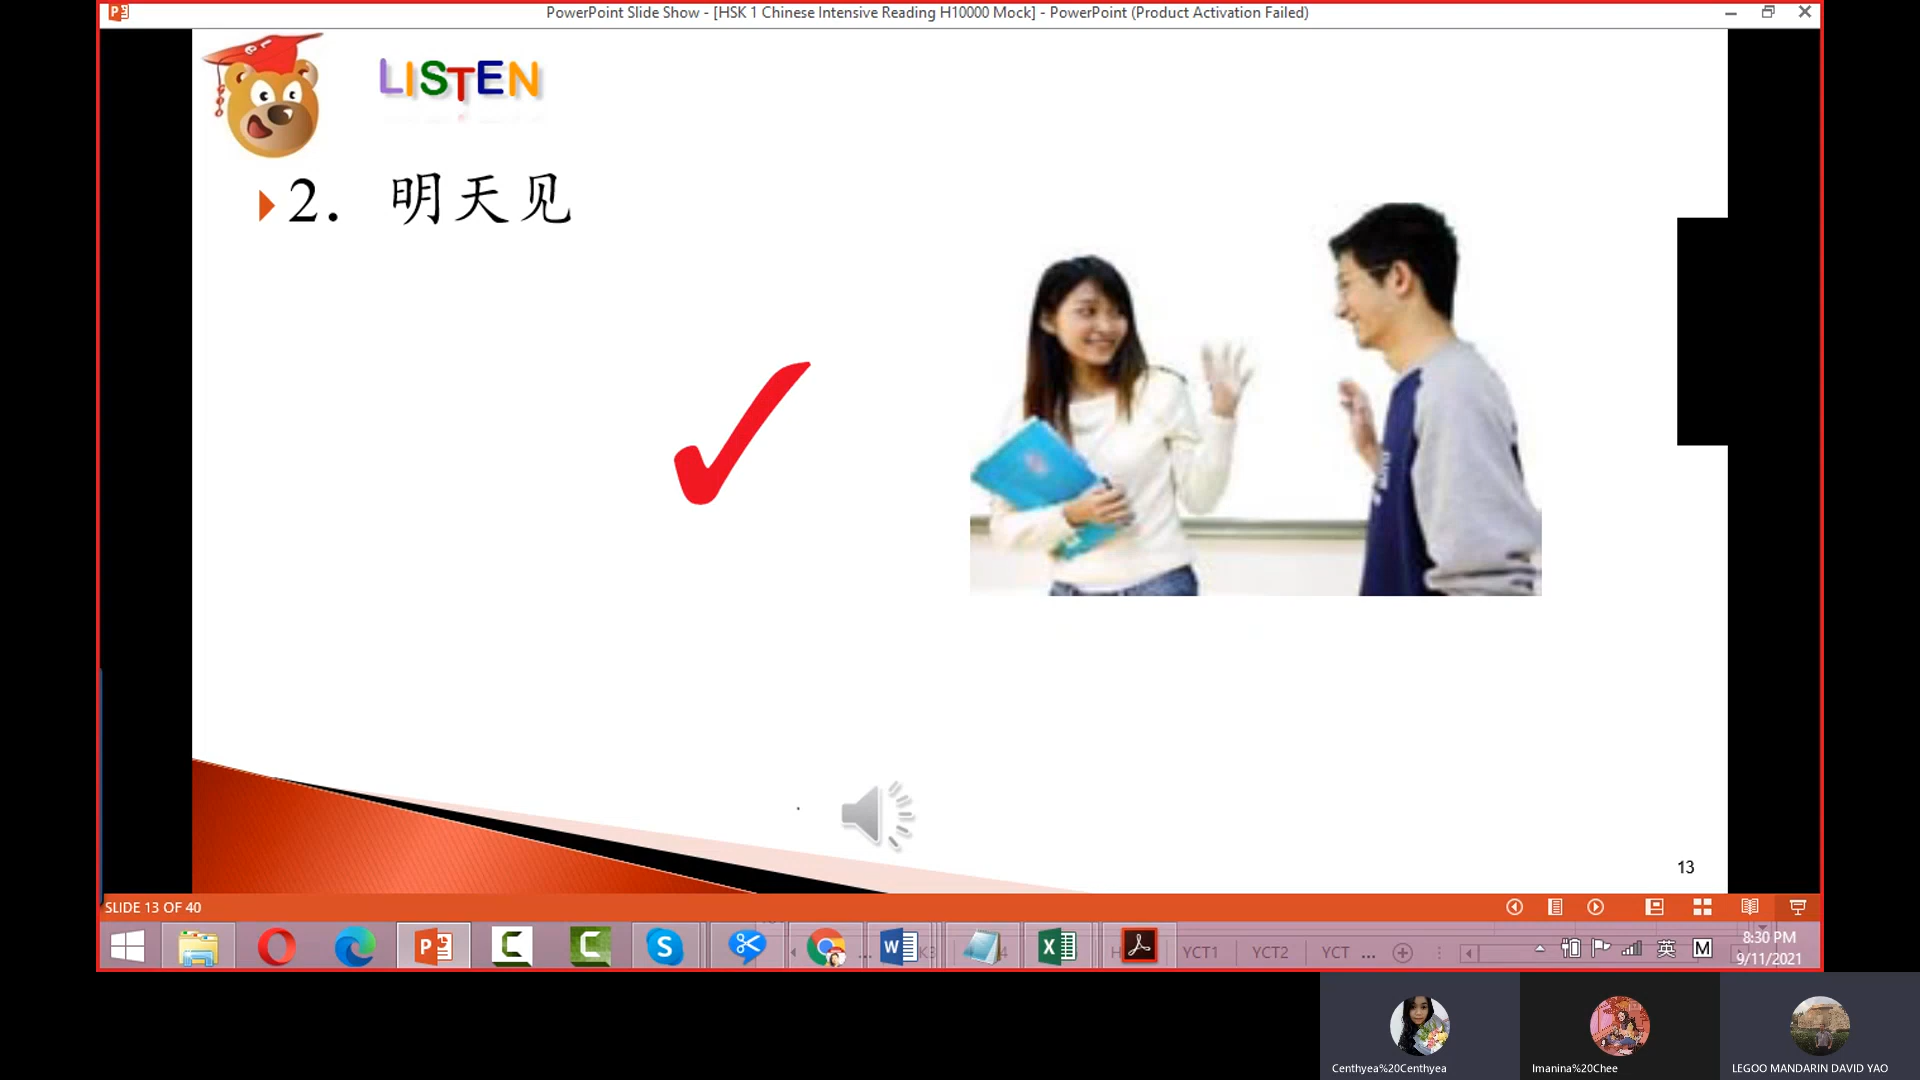 PowerPoint Slide Show - [HSK 1 Chinese Intensive Reading H10000 Mock] - PowerPoint (Product Activation Failed)
LISTEN
2. 明天见
13
SLIDE 13 OF 40
YCT1 YCT2 YCT ...
英 M
8:30 PM
9/11/2021
Centhyea%20Centhyea
Imanina%20Chee
LEGOO MANDARIN DAVID YAO